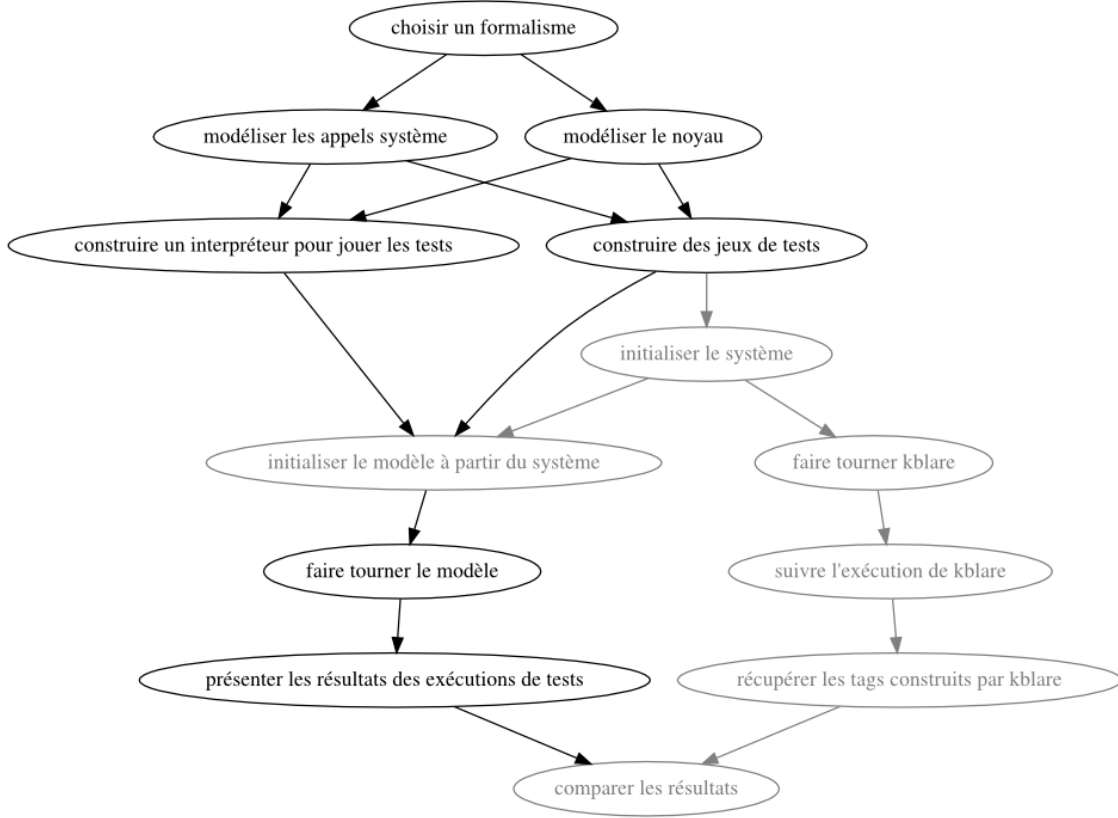 choisir un formalisme
modéliser les appels système
modéliser le noyau
construire un interpréteur pour jouer les tests
construire des jeux de tests
initialiser le système
initialiser le modèle à partir du système
faire tourner kblare
faire tourner le modèle
suivre l'exécution de kblare
présenter les résultats des exécutions de tests
récupérer les tags construits par kblare
comparer les résultats